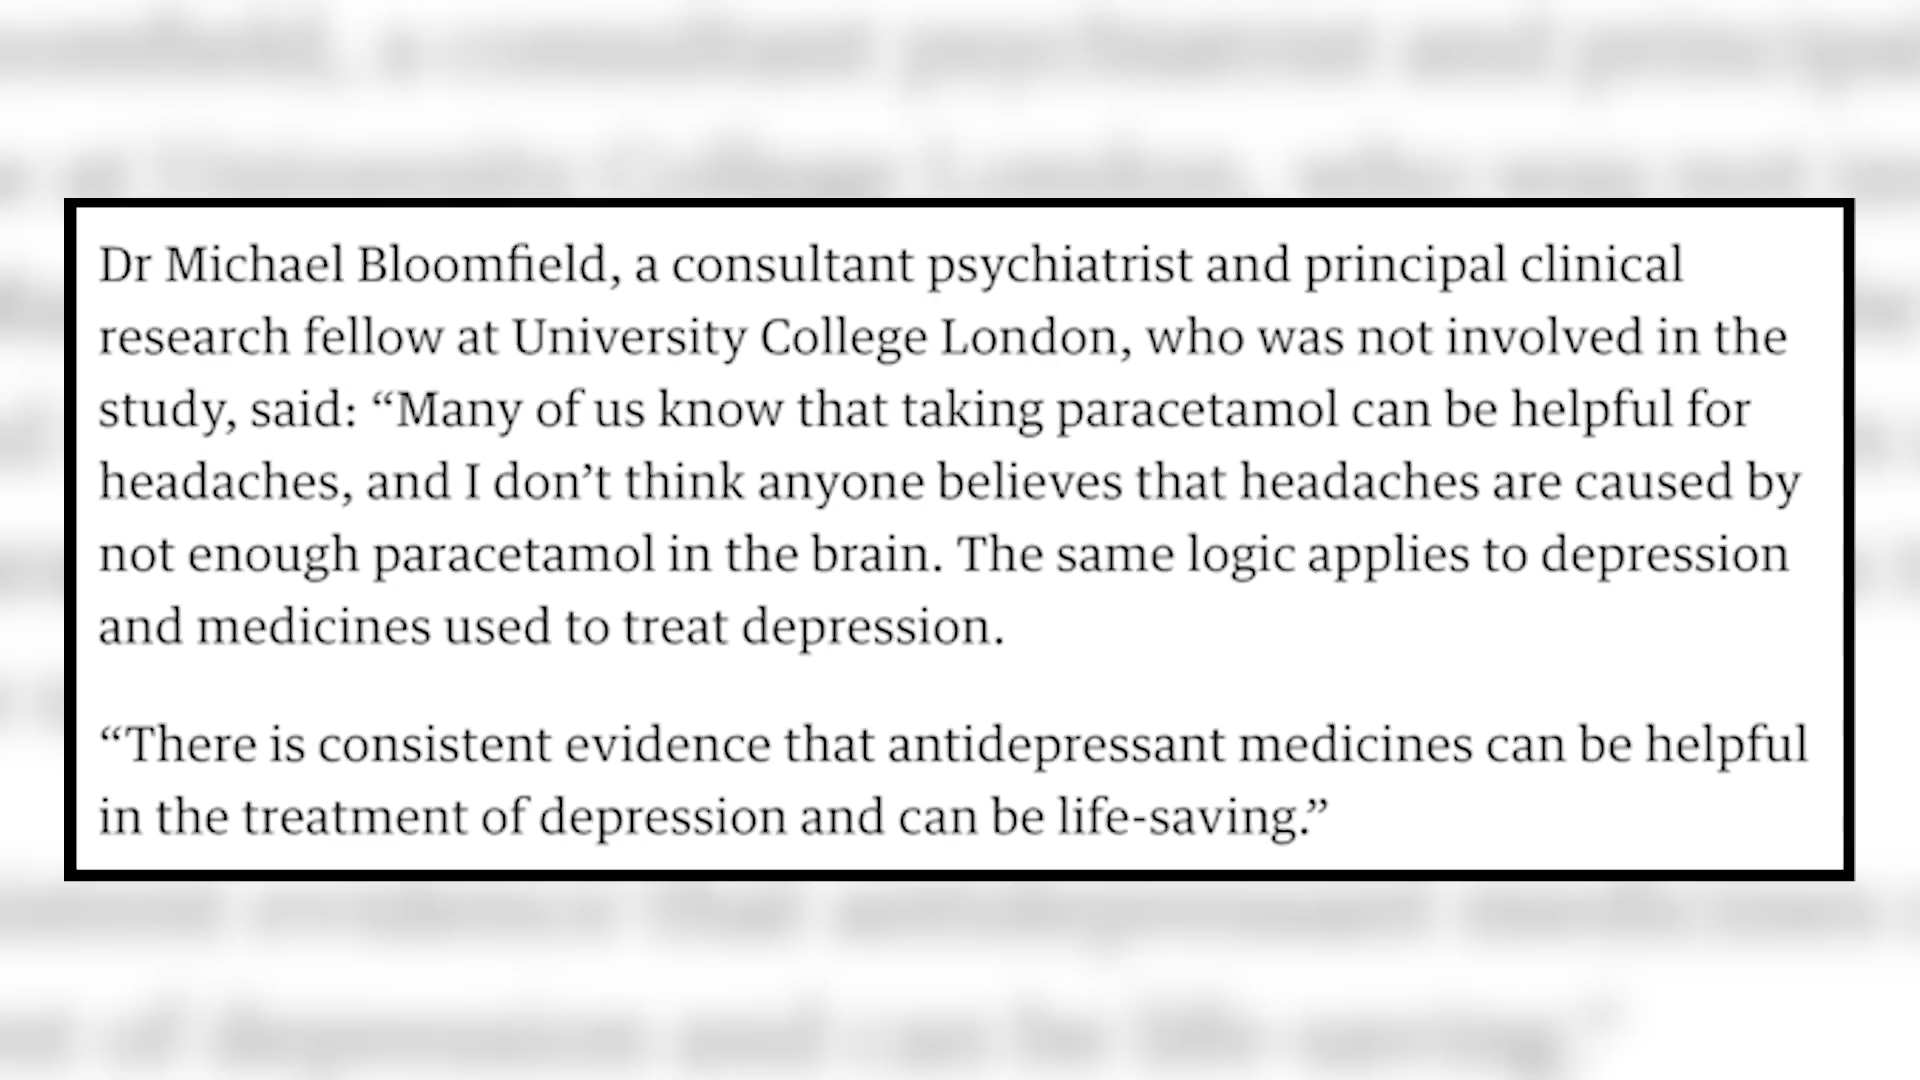 Dr Michael Bloomfield, a consultant psychiatrist and principal clinical
research fellow at University College London, who was not involved in the
study, said: “Many of us know that taking paracetamol can be helpful for
headaches, and I don’t think anyone believes that headaches are caused by
not enough paracetamol in the brain. The same logic applies to depression
and medicines used to treat depression.
“There is consistent evidence that antidepressant medicines can be helpful
in the treatment of depression and can be life-saving.”